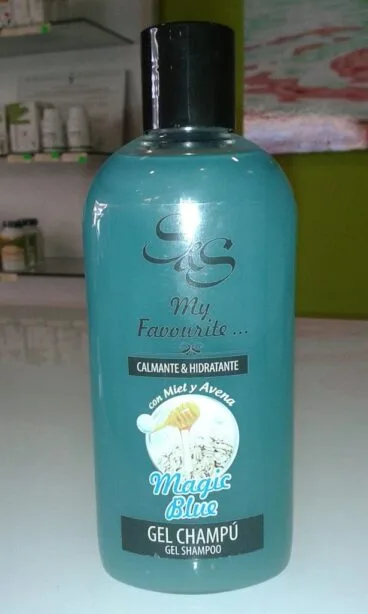 S&S
My
Favourite...
CALMANTE & HIDRATANTE
con Miel y Avena
Magic
Blue
GEL CHAMPÚ
GEL SHAMPOO